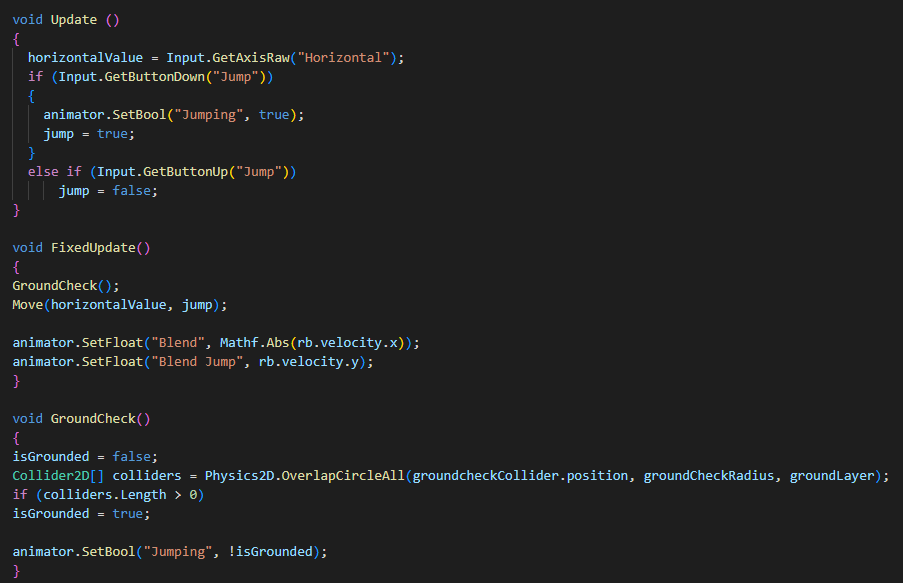 void Update ()
{
horizontalValue = Input.GetAxisRaw("Horizontal");
if (Input.GetButtonDown("Jump"))
{
animator.SetBool("Jumping", true);
jump = true;
}
else if (Input.GetButtonUp("Jump"))
jump = false;
}
void FixedUpdate()
{
GroundCheck();
Move(horizontalValue, jump);
animator.SetFloat("Blend", Mathf.Abs(rb.velocity.x));
animator.SetFloat("Blend Jump", rb.velocity.y);
}
void GroundCheck()
{
isGrounded = false;
Collider2D[] colliders = Physics2D.OverlapCircleAll(groundcheckCollider.position, groundCheckRadius, groundLayer);
if (colliders.Length > 0)
isGrounded = true;
animator.SetBool("Jumping", !isGrounded);
}